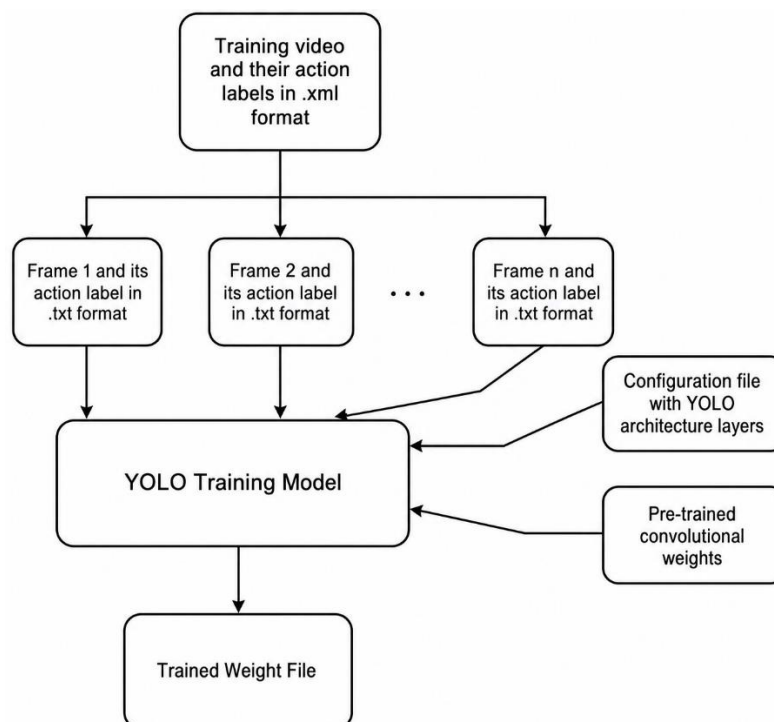 Training video
and their action
labels in .xml
format
Frame 1 and its
action label in
.txt format
Frame 2 and
its action label
in .txt format
...
Frame n and
its action label
in .txt format
Configuration file
with YOLO
architecture layers
YOLO Training Model
Pre-trained
convolutional
weights
Trained Weight File